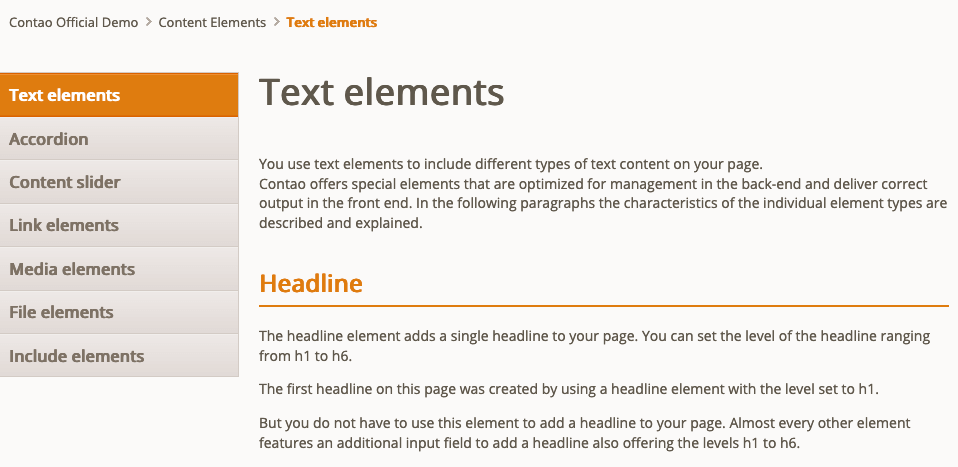 Contao Official Demo > Content Elements > Text elements
Text elements
Accordion
Content slider
Link elements
Media elements
File elements
Include elements
Text elements
You use text elements to include different types of text content on your page.
Contao offers special elements that are optimized for management in the back-end and deliver correct
output in the front end. In the following paragraphs the characteristics of the individual element types are
described and explained.
Headline
The headline element adds a single headline to your page. You can set the level of the headline ranging
from h1 to h6.
The first headline on this page was created by using a headline element with the level set to h1.
But you do not have to use this element to add a headline to your page. Almost every other element
features an additional input field to add a headline also offering the levels h1 to h6.